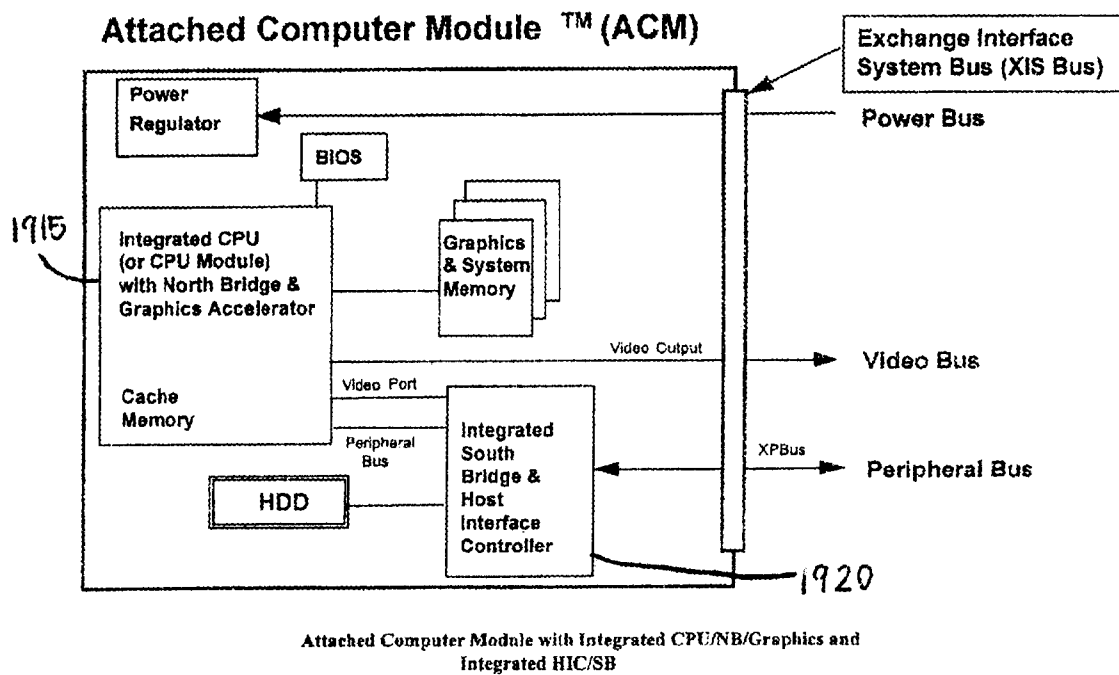 Attached Computer Module ™ (ACM)
Exchange Interface
System Bus (XIS Bus)
Power
Regulator
Power Bus
BIOS
1915
Integrated CPU
(or CPU Module)
with North Bridge &
Graphics Accelerator
Graphics
& System
Memory
Video Output
Video Bus
Cache
Memory
Video Port
Peripheral
Bus
Integrated
South
Bridge &
Host
Interface
Controller
XPBus
Peripheral Bus
HDD
1920
Attached Computer Module with Integrated CPU/NB/Graphics and
Integrated HIC/SB